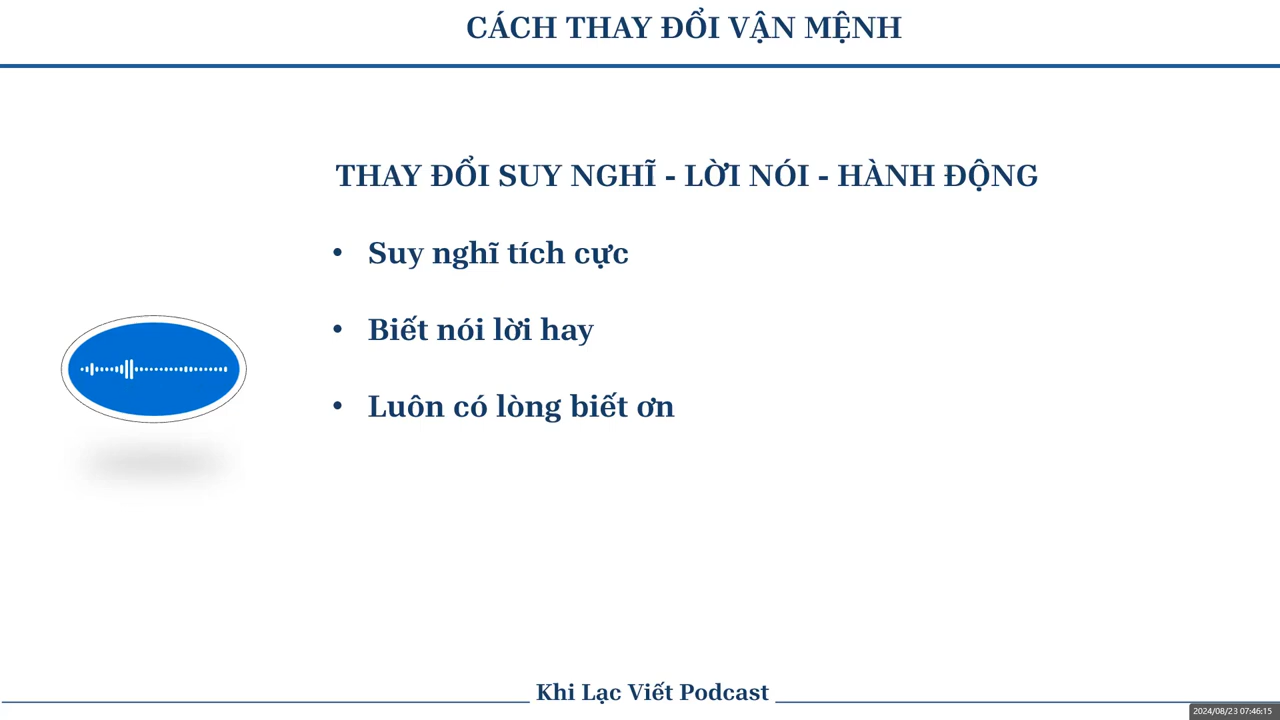 CÁCH THAY ĐỔI VẬN MỆNH
THAY ĐỔI SUY NGHĨ - LỜI NÓI - HÀNH ĐỘNG
• Suy nghĩ tích cực
• Biết nói lời hay
• Luôn có lòng biết ơn
Khi Lạc Viết Podcast
2024/08/23 07:46:15